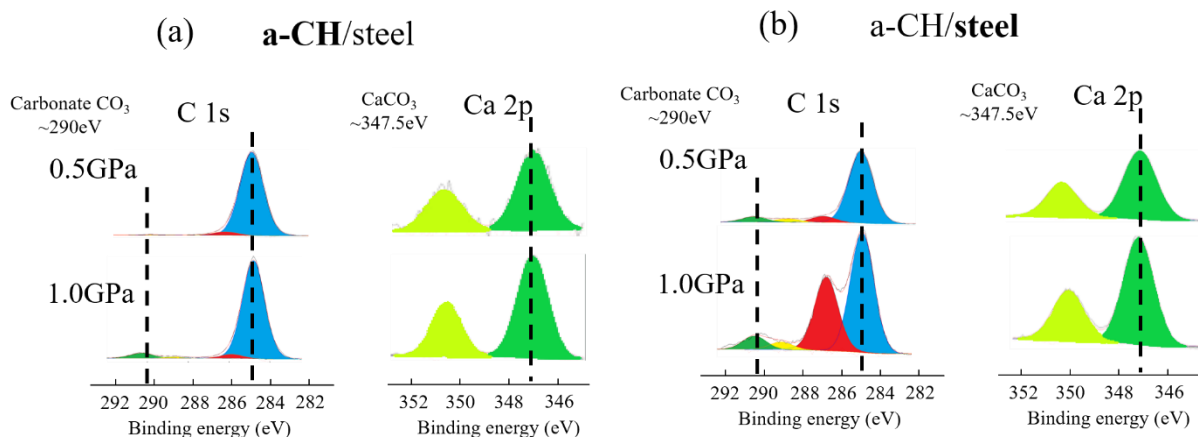 (a) a-CH/steel
Carbonate CO3
~290eV
C 1s
CaCO3
~347.5eV
Ca 2p
0.5GPa
1.0GPa
292 290 288 286 284 282
Binding energy (eV)
352 350 348 346
Binding energy (eV)
(b) a-CH/steel
Carbonate CO3
~290eV
C 1s
CaCO3
~347.5eV
Ca 2p
0.5GPa
1.0GPa
292 290 288 286 284 282
Binding energy (eV)
352 350 348 346
Binding energy (eV)